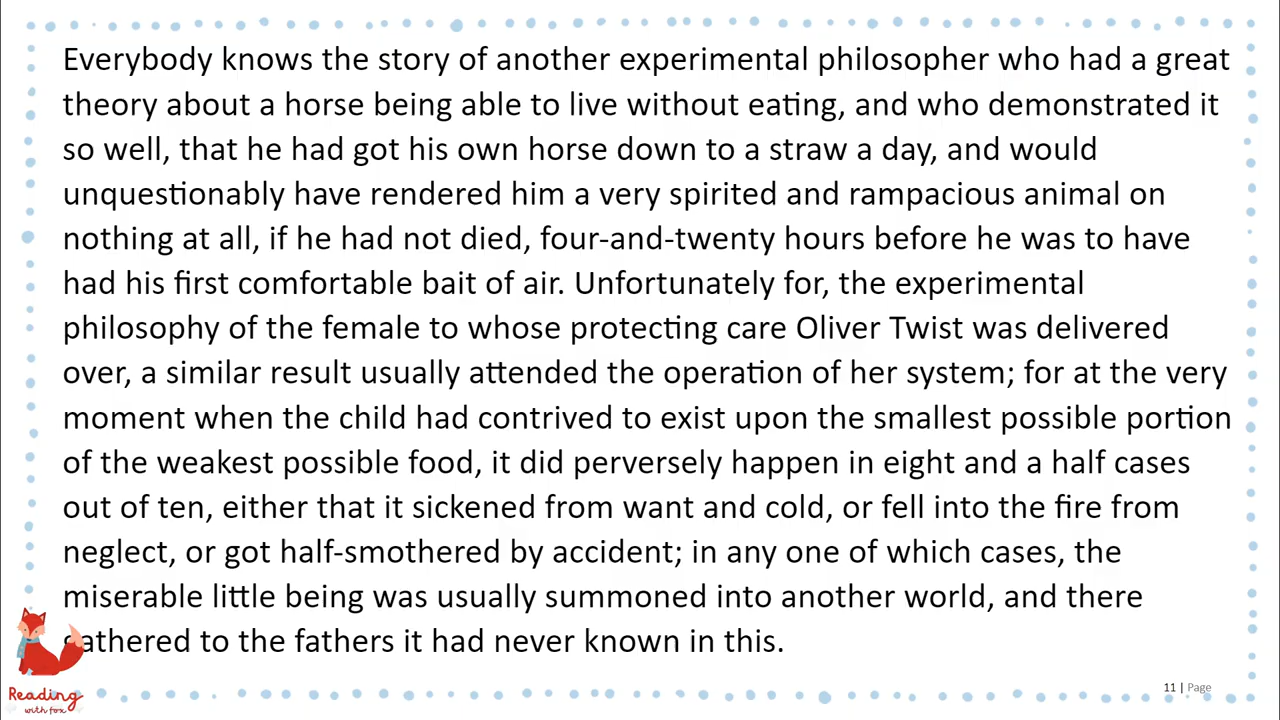 Everybody knows the story of another experimental philosopher who had a great
theory about a horse being able to live without eating, and who demonstrated it
so well, that he had got his own horse down to a straw a day, and would
unquestionably have rendered him a very spirited and rampacious animal on
nothing at all, if he had not died, four-and-twenty hours before he was to have
had his first comfortable bait of air. Unfortunately for, the experimental
philosophy of the female to whose protecting care Oliver Twist was delivered
over, a similar result usually attended the operation of her system; for at the very
moment when the child had contrived to exist upon the smallest possible portion
of the weakest possible food, it did perversely happen in eight and a half cases
out of ten, either that it sickened from want and cold, or fell into the fire from
neglect, or got half-smothered by accident; in any one of which cases, the
miserable little being was usually summoned into another world, and there
gathered to the fathers it had never known in this.
11 | Page
Reading
with fox